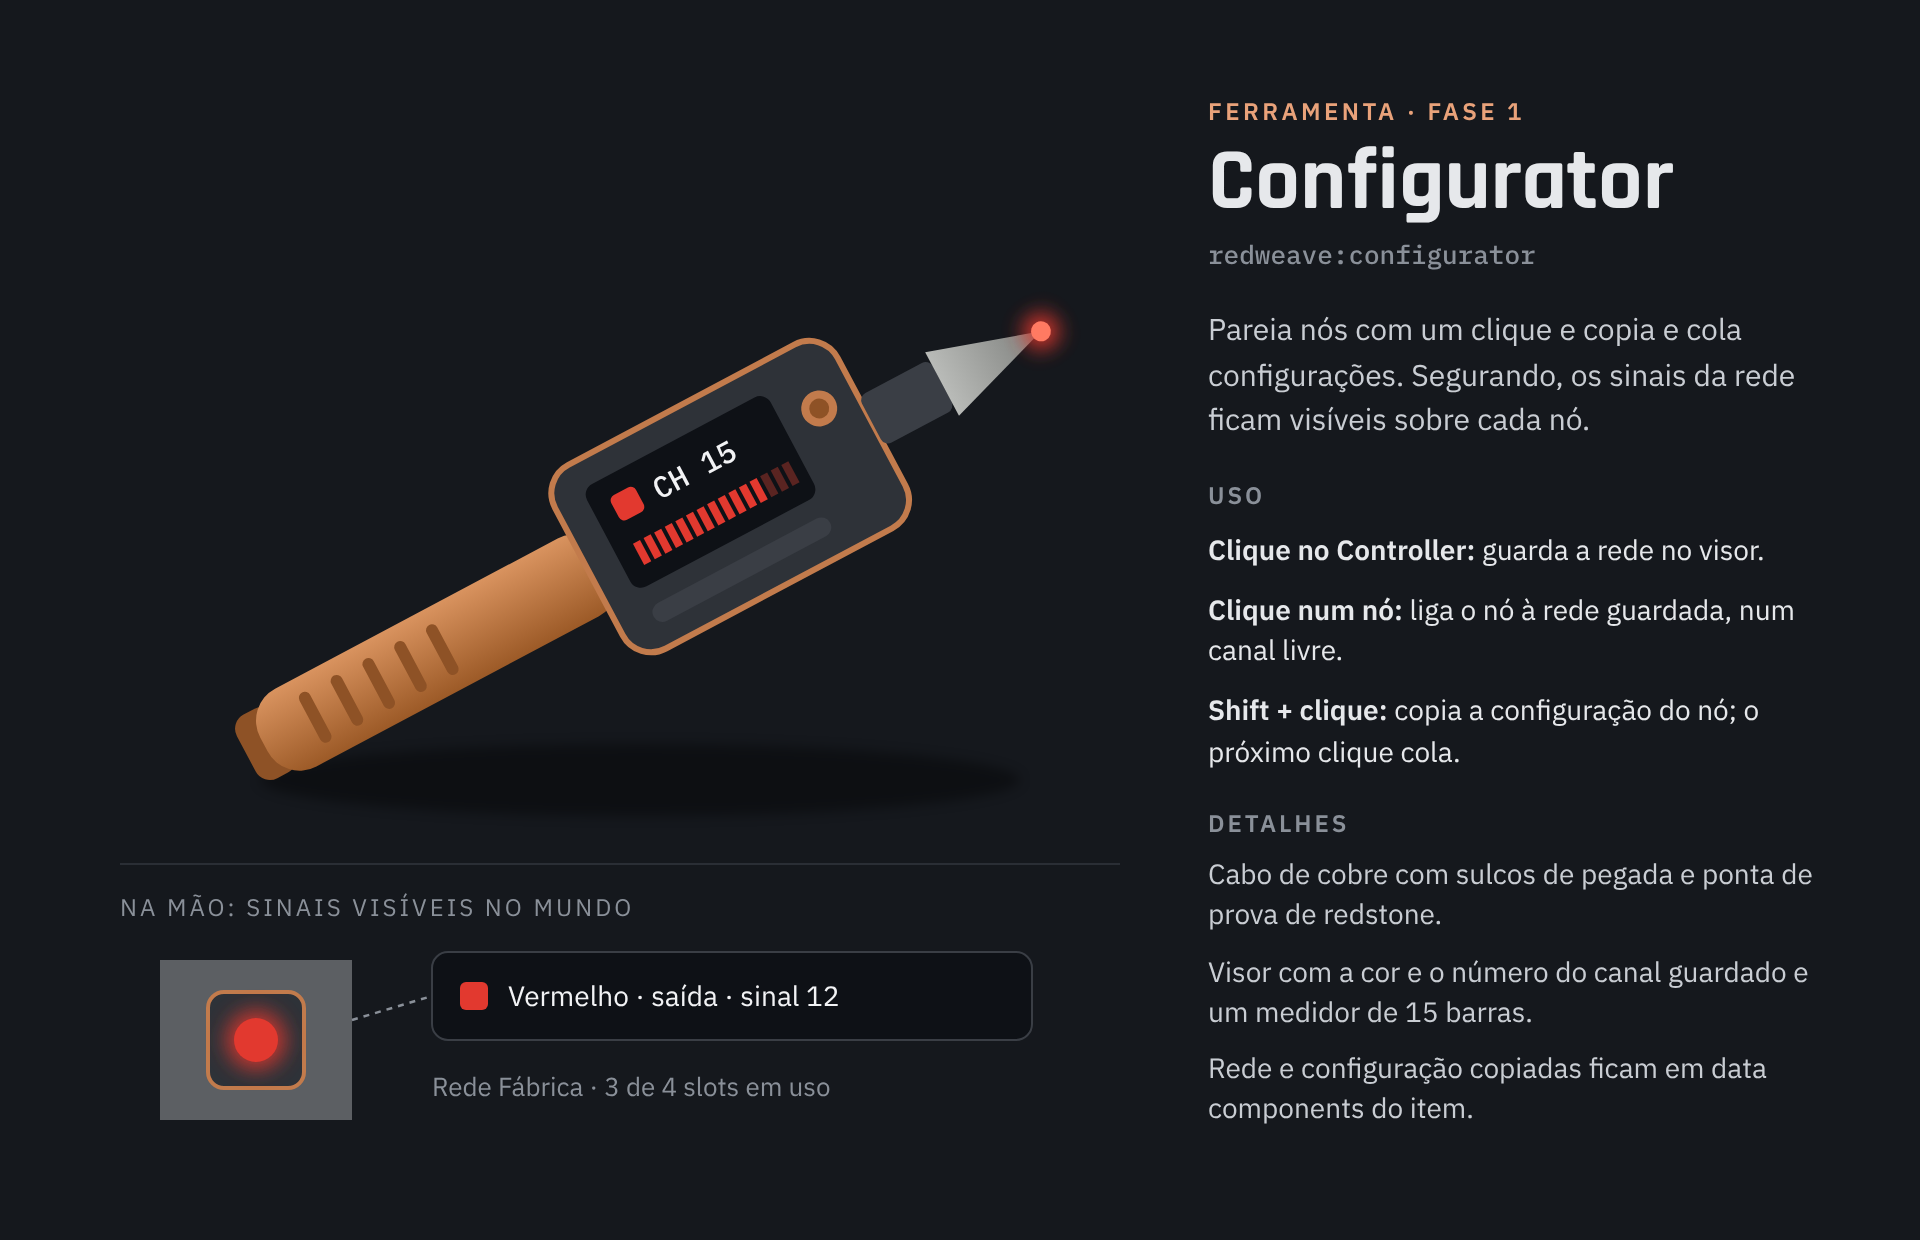 FERRAMENTA · FASE 1
Configurator
redweave:configurator
Pareia nós com um clique e copia e cola
configurações. Segurando, os sinais da rede
ficam visíveis sobre cada nó.
USO
Clique no Controller: guarda a rede no visor.
Clique num nó: liga o nó à rede guardada, num
canal livre.
Shift + clique: copia a configuração do nó; o
próximo clique cola.
DETALHES
Cabo de cobre com sulcos de pegada e ponta de
prova de redstone.
Visor com a cor e o número do canal guardado e
um medidor de 15 barras.
Rede e configuração copiadas ficam em data
components do item.
CH 15
NA MÃO: SINAIS VISÍVEIS NO MUNDO
Vermelho · saída · sinal 12
Rede Fábrica · 3 de 4 slots em uso